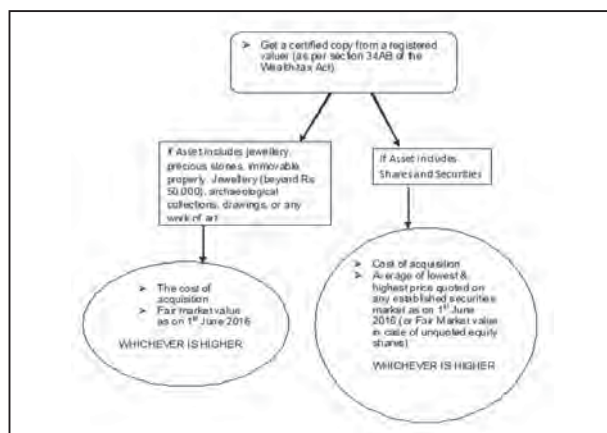 ➤ Get a certified copy from a registered
valuer (as per section 34AB of the
Wealth-tax Act)
If Asset includes jewellery,
precious stones, immovable
property, Jewellery (beyond Rs
50,000), archaeological
collections, drawings, or any
work of art
If Asset includes
Shares and Securities
➤ The cost of
acquisition
➤ Fair market value
as on 1st June 2016
WHICHEVER IS HIGHER
➤ Cost of acquisition
➤ Average of lowest &
highest price quoted on
any established securities
market as on 1st June
2016 (or Fair Market value
in case of unquoted equity
shares)
WHICHEVER IS HIGHER